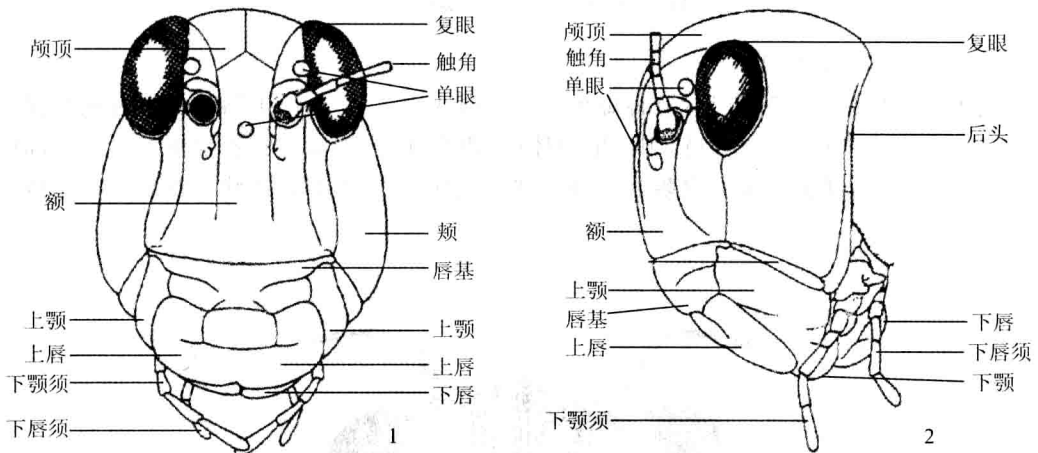 颅顶
额
上颚
上唇
下颚须
下唇须
复眼
触角
单眼
颊
唇基
上颚
上唇
下唇
1
颅顶
触角
单眼
额
上颚
唇基
上唇
下颚须
复眼
后头
下唇
下唇须
下颚
2